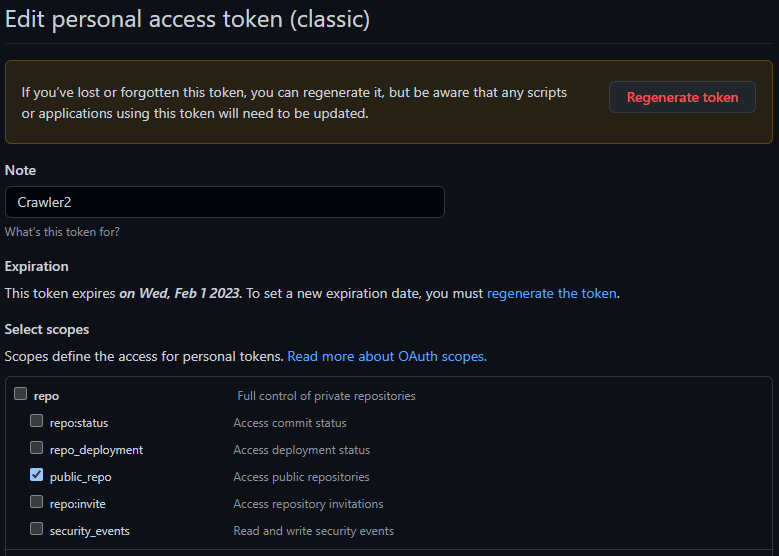 Edit personal access token (classic)
If you've lost or forgotten this token, you can regenerate it, but be aware that any scripts
or applications using this token will need to be updated.
Regenerate token
Note
Crawler2
What's this token for?
Expiration
This token expires on Wed, Feb 1 2023. To set a new expiration date, you must regenerate the token.
Select scopes
Scopes define the access for personal tokens. Read more about OAuth scopes.
repo Full control of private repositories
repo:status Access commit status
repo_deployment Access deployment status
public_repo Access public repositories
repo:invite Access repository invitations
security_events Read and write security events